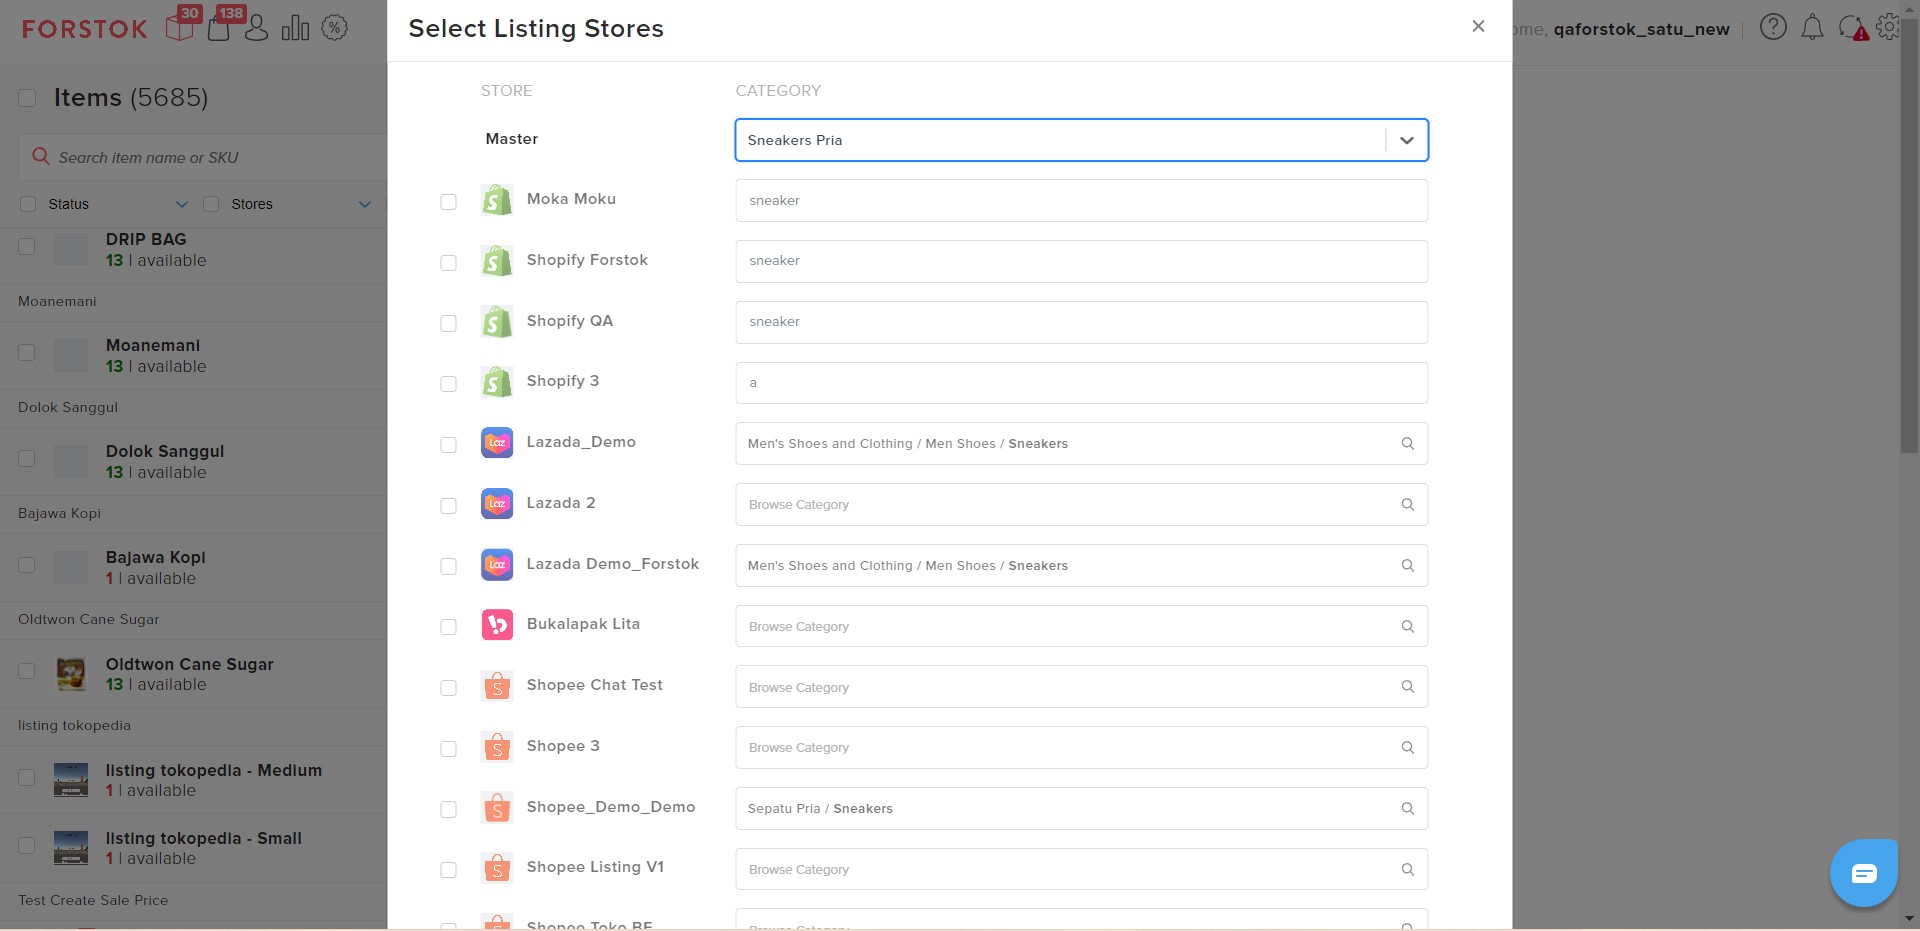 FORSTOK
30
138
%
Items (5685)
Search item name or SKU
Status
Stores
DRIP BAG
13 | available
Moanemani
Moanemani
13 | available
Dolok Sanggul
Dolok Sanggul
13 | available
Bajawa Kopi
Bajawa Kopi
1 | available
Oldtwon Cane Sugar
Oldtwon Cane Sugar
13 | available
listing tokopedia
listing tokopedia - Medium
1 | available
listing tokopedia - Small
1 | available
Test Create Sale Price
Select Listing Stores
×
STORE
CATEGORY
Master
Sneakers Pria
Moka Moku
sneaker
Shopify Forstok
sneaker
Shopify QA
sneaker
Shopify 3
a
Laz
Lazada_Demo
Men's Shoes and Clothing / Men Shoes / Sneakers
Laz
Lazada 2
Browse Category
Laz
Lazada Demo_Forstok
Men's Shoes and Clothing / Men Shoes / Sneakers
Bukalapak Lita
Browse Category
Shopee Chat Test
Browse Category
Shopee 3
Browse Category
Shopee_Demo_Demo
Sepatu Pria / Sneakers
Shopee Listing V1
Browse Category
Shopee Toko BE
Browse Category
ome, qaforstok_satu_new
?